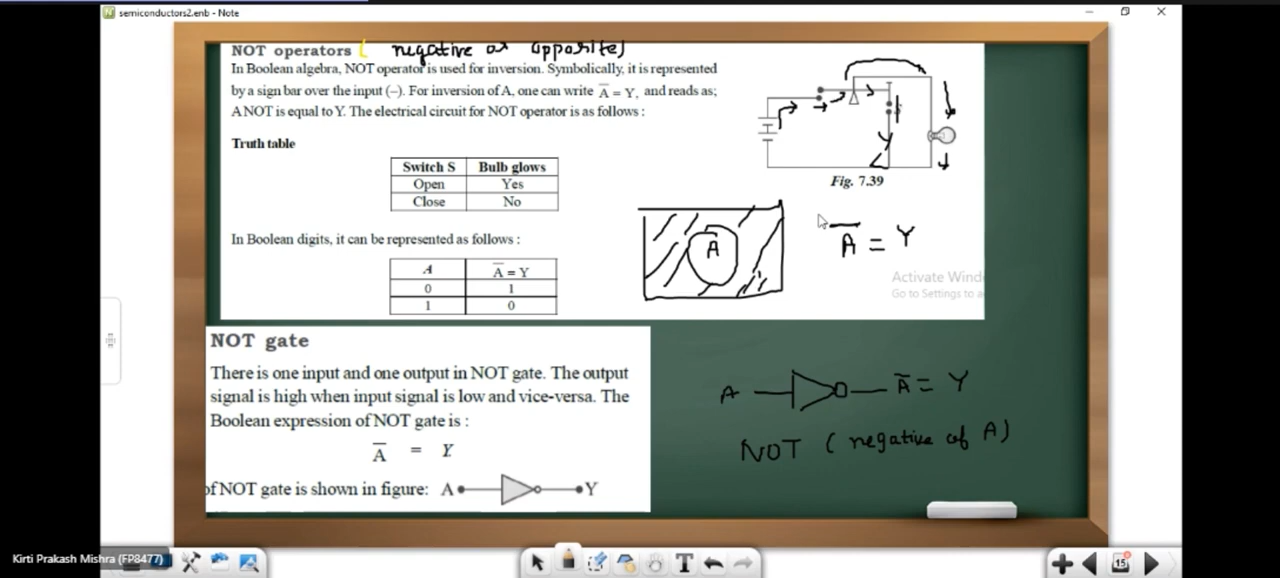 semiconductors2.enb - Note
NOT operators ( negative or opposite)
In Boolean algebra, NOT operator is used for inversion. Symbolically, it is represented
by a sign bar over the input (–). For inversion of A, one can write A̅ = Y, and reads as;
A NOT is equal to Y. The electrical circuit for NOT operator is as follows :
Truth table
Switch S Bulb glows
Open Yes
Close No
Fig. 7.39
A
A̅ = Y
In Boolean digits, it can be represented as follows :
A A̅ = Y
0 1
1 0
Activate Wind
Go to Settings to a
NOT gate
There is one input and one output in NOT gate. The output
signal is high when input signal is low and vice-versa. The
Boolean expression of NOT gate is :
A̅ = Y
of NOT gate is shown in figure: A Y
A A̅ = Y
NOT ( negative of A)
Kirti Prakash Mishra (FP8477)
T
15